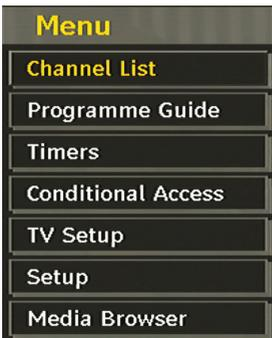 Menu
Channel List
Programme Guide
Timers
Conditional Access
TV Setup
Setup
Media Browser